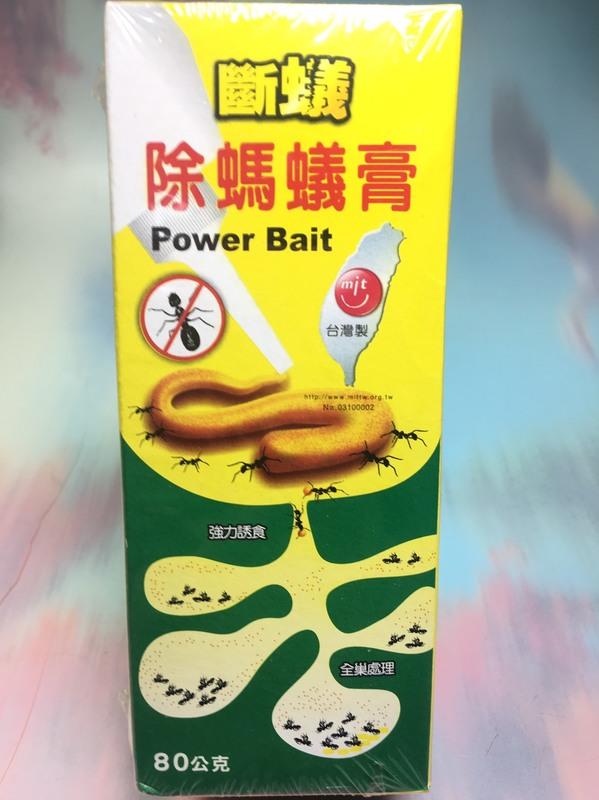 斷蟻
除螞蟻膏
Power Bait
mit
台灣製
http://www.mittw.org.tw
No.03100002
強力誘食
全巢處理
80公克